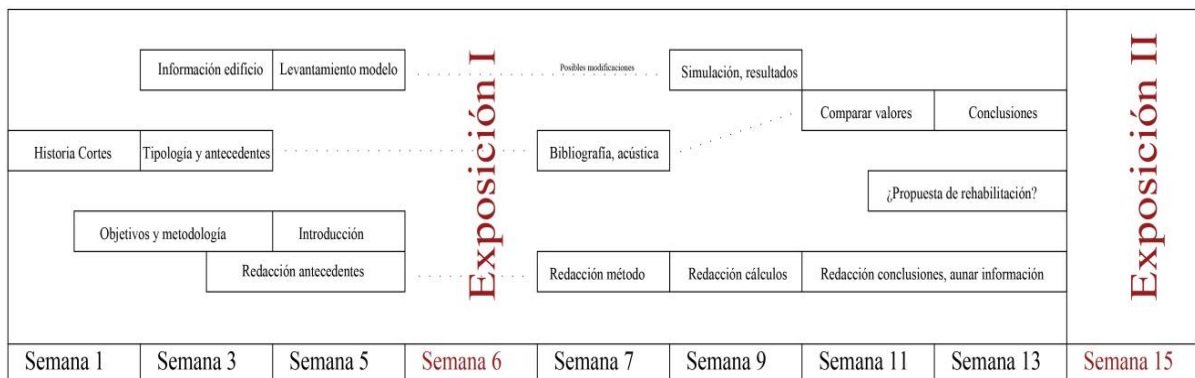 Información edificio
Levantamiento modelo
Posibles modificaciones
Simulación, resultados
Comparar valores
Conclusiones
Historia Cortes
Tipología y antecedentes
Bibliografía, acústica
¿Propuesta de rehabilitación?
Objetivos y metodología
Introducción
Redacción antecedentes
Redacción método
Redacción cálculos
Redacción conclusiones, aunar información
Exposición I
Exposición II
Semana 1
Semana 3
Semana 5
Semana 6
Semana 7
Semana 9
Semana 11
Semana 13
Semana 15